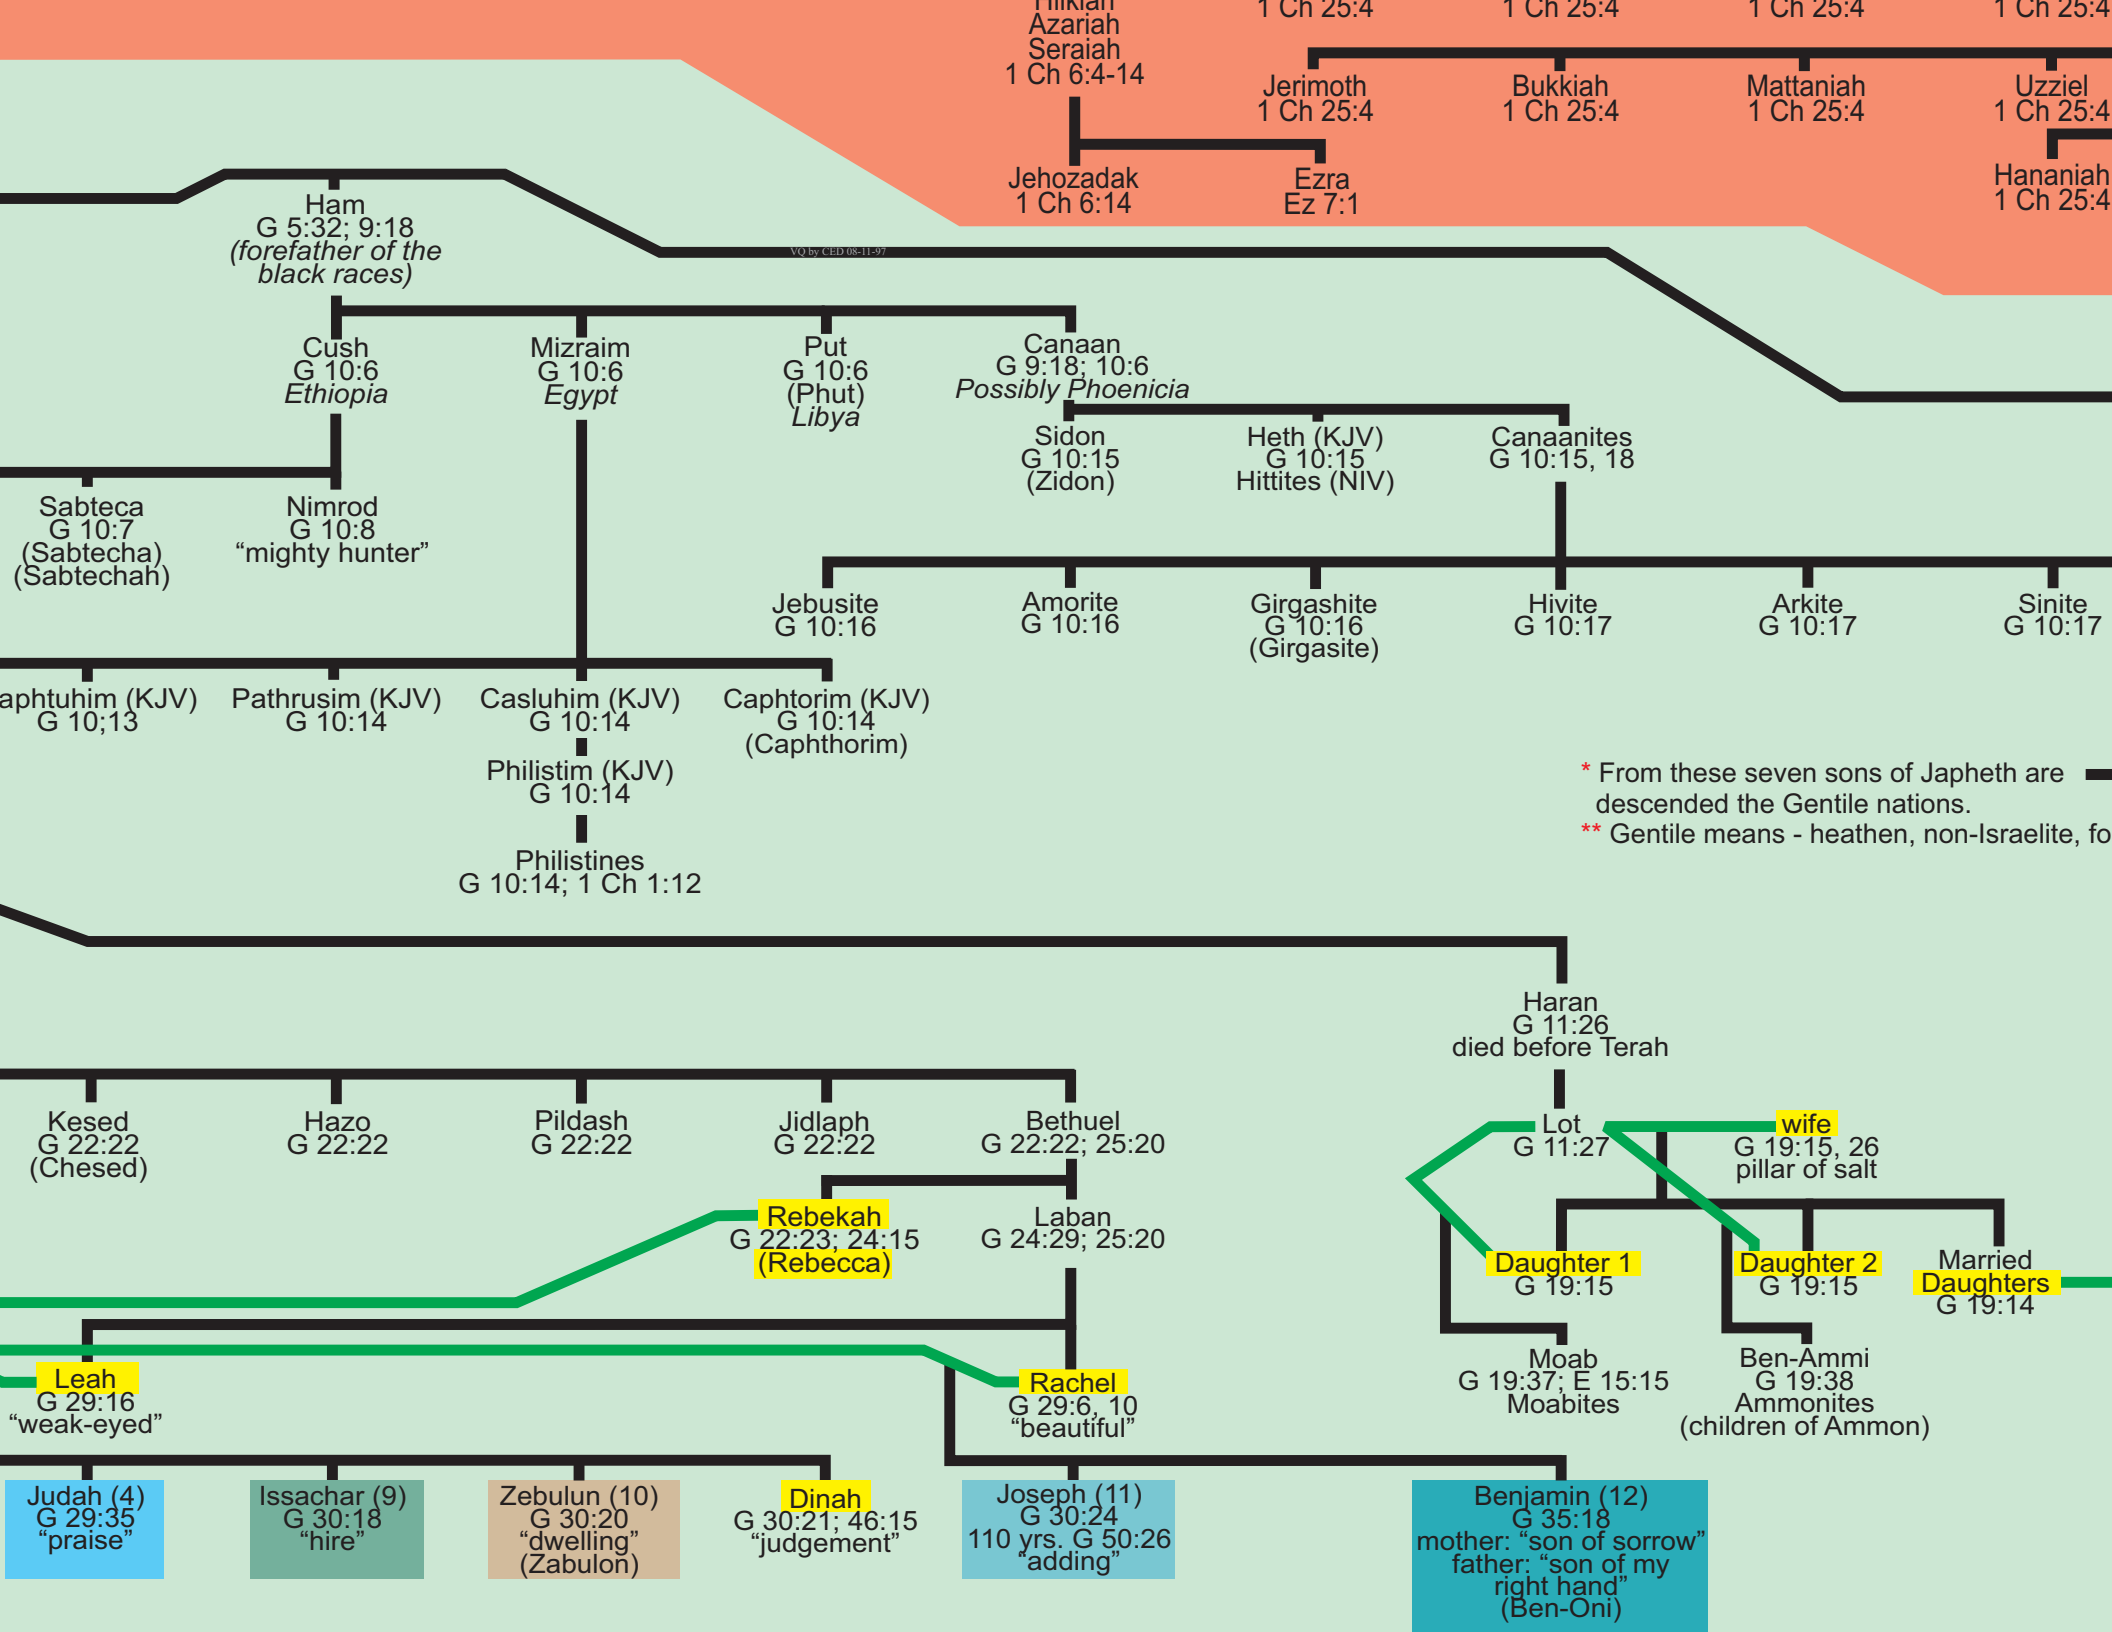 Hilkiah
Azariah
Seraiah
1 Ch 6:4-14
1 Ch 25:4
1 Ch 25:4
1 Ch 25:4
1 Ch 25:4
Jerimoth
1 Ch 25:4
Bukkiah
1 Ch 25:4
Mattaniah
1 Ch 25:4
Uzziel
1 Ch 25:4
Jehozadak
1 Ch 6:14
Ezra
Ez 7:1
Hananiah
1 Ch 25:4
Ham
G 5:32; 9:18
(forefather of the
black races)
VQ by CED 08-11-97
Cush
G 10:6
Ethiopia
Mizraim
G 10:6
Egypt
Put
G 10:6
(Phut)
Libya
Canaan
G 9:18; 10:6
Possibly Phoenicia
Sidon
G 10:15
(Zidon)
Heth (KJV)
G 10:15
Hittites (NIV)
Canaanites
G 10:15, 18
Sabteca
G 10:7
(Sabtecha)
(Sabtechah)
Nimrod
G 10:8
“mighty hunter”
Jebusite
G 10:16
Amorite
G 10:16
Girgashite
G 10:16
(Girgasite)
Hivite
G 10:17
Arkite
G 10:17
Sinite
G 10:17
aphtuhim (KJV)
G 10;13
Pathrusim (KJV)
G 10:14
Casluhim (KJV)
G 10:14
Caphtorim (KJV)
G 10:14
(Caphthorim)
Philistim (KJV)
G 10:14
Philistines
G 10:14; 1 Ch 1:12
* From these seven sons of Japheth are
descended the Gentile nations.
** Gentile means - heathen, non-Israelite, fo
Haran
G 11:26
died before Terah
Kesed
G 22:22
(Chesed)
Hazo
G 22:22
Pildash
G 22:22
Jidlaph
G 22:22
Bethuel
G 22:22; 25:20
Lot
G 11:27
wife
G 19:15, 26
pillar of salt
Rebekah
G 22:23; 24:15
(Rebecca)
Laban
G 24:29; 25:20
Daughter 1
G 19:15
Daughter 2
G 19:15
Married
Daughters
G 19:14
Leah
G 29:16
“weak-eyed”
Rachel
G 29:6, 10
“beautiful”
Moab
G 19:37; E 15:15
Moabites
Ben-Ammi
G 19:38
Ammonites
(children of Ammon)
Judah (4)
G 29:35
“praise”
Issachar (9)
G 30:18
“hire”
Zebulun (10)
G 30:20
“dwelling”
(Zabulon)
Dinah
G 30:21; 46:15
“judgement”
Joseph (11)
G 30:24
110 yrs. G 50:26
“adding”
Benjamin (12)
G 35:18
mother: “son of sorrow”
father: “son of my
right hand”
(Ben-Oni)